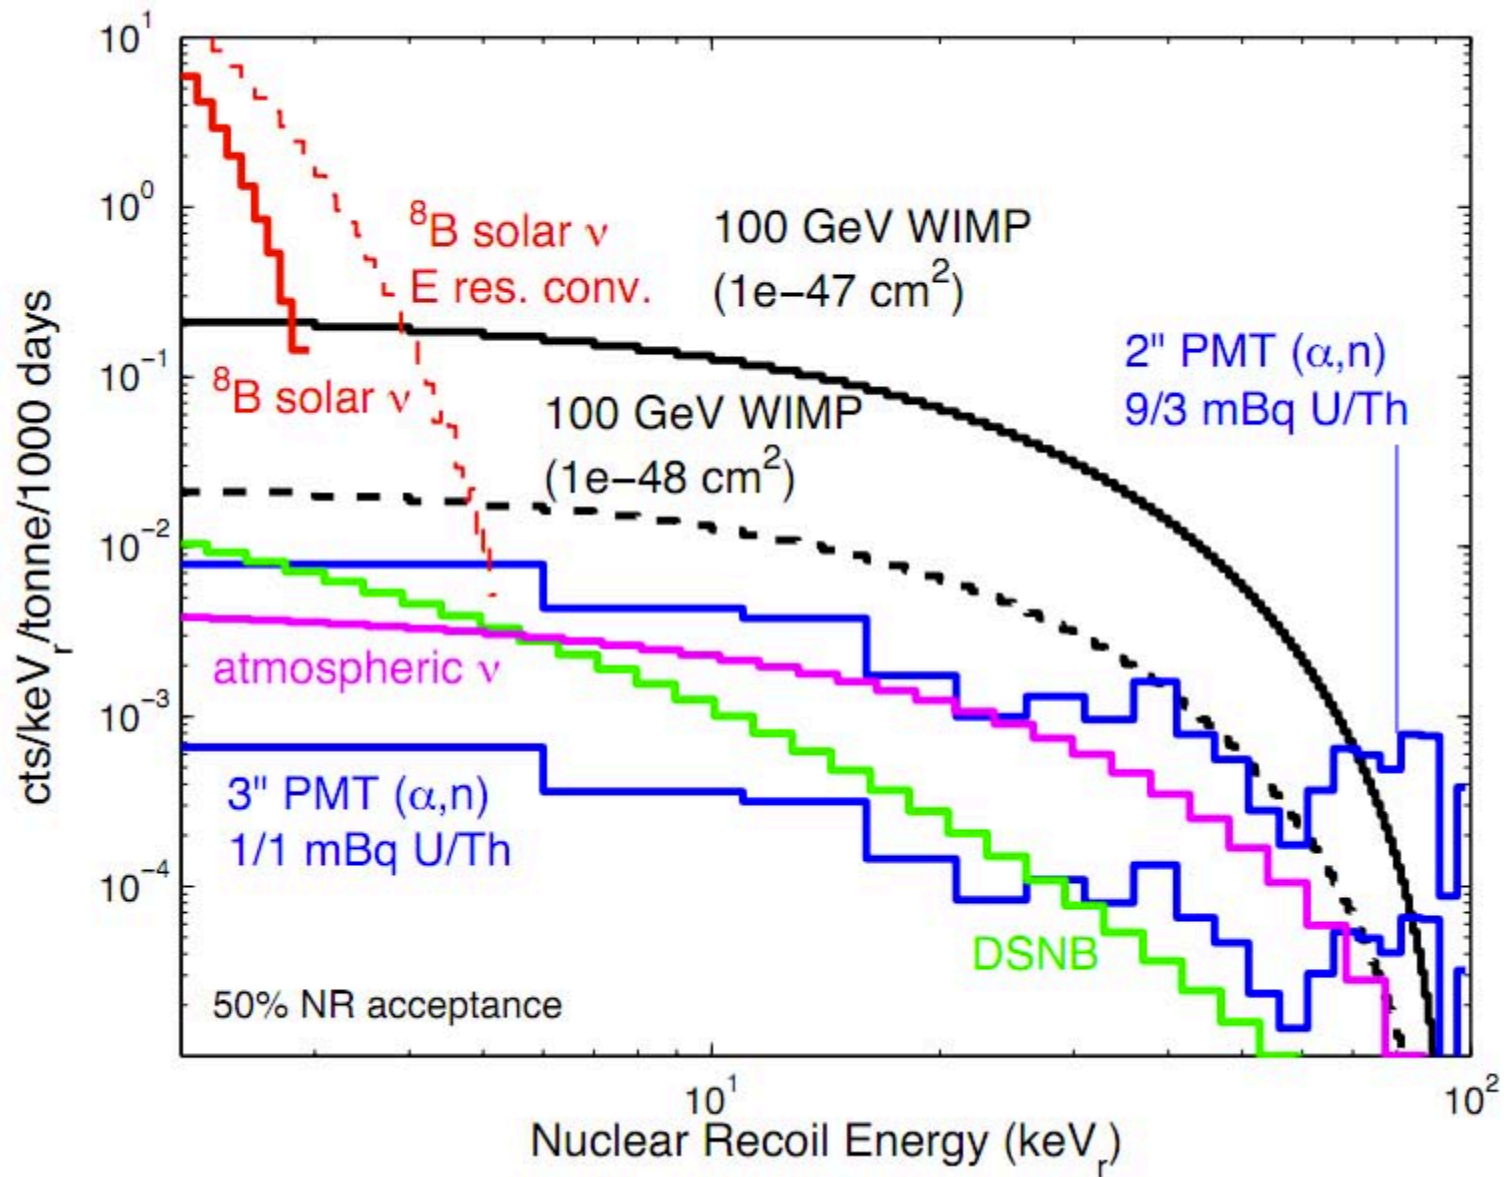 cts/keVr/tonne/1000 days
10^1
10^0
10^−1
10^−2
10^−3
10^−4
^8B solar ν
E res. conv.
100 GeV WIMP
(1e−47 cm^2)
^8B solar ν
100 GeV WIMP
(1e−48 cm^2)
2" PMT (α,n)
9/3 mBq U/Th
atmospheric ν
3" PMT (α,n)
1/1 mBq U/Th
DSNB
50% NR acceptance
10^1
10^2
Nuclear Recoil Energy (keVr)